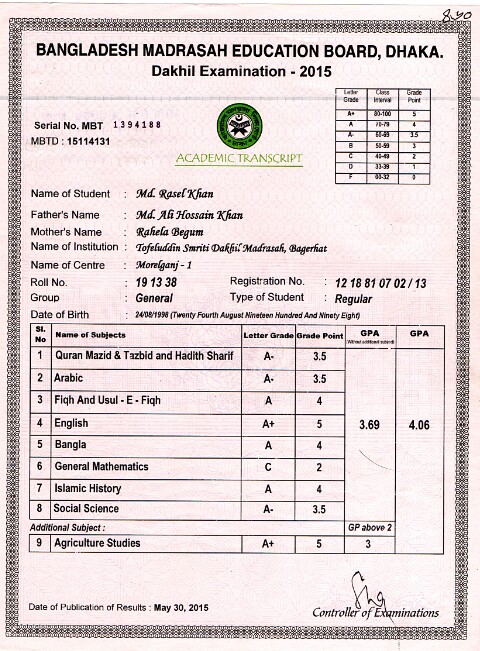 8.40
BANGLADESH MADRASAH EDUCATION BOARD, DHAKA.
Dakhil Examination - 2015
Letter Grade Class Interval Grade Point
A+ 80-100 5
A 70-79 4
A- 60-69 3.5
B 50-59 3
C 40-49 2
D 33-39 1
F 00-32 0
Serial No. MBT 1394188
MBTD : 15114131
ACADEMIC TRANSCRIPT
Name of Student : Md. Rasel Khan
Father's Name : Md. Ali Hossain Khan
Mother's Name : Rahela Begum
Name of Institution : Tofeluddin Smriti Dakhil Madrasah, Bagerhat
Name of Centre : Morelganj - 1
Roll No. : 19 13 38 Registration No. : 12 18 81 07 02 / 13
Group : General Type of Student : Regular
Date of Birth : 24/08/1998 (Twenty Fourth August Nineteen Hundred And Ninety Eight)
Sl. No Name of Subjects Letter Grade Grade Point GPA (Without additional subject) GPA
1 Quran Mazid & Tazbid and Hadith Sharif A- 3.5
2 Arabic A- 3.5
3 Fiqh And Usul - E - Fiqh A 4
4 English A+ 5 3.69 4.06
5 Bangla A 4
6 General Mathematics C 2
7 Islamic History A 4
8 Social Science A- 3.5
Additional Subject : GP above 2
9 Agriculture Studies A+ 5 3
Date of Publication of Results : May 30, 2015
Controller of Examinations